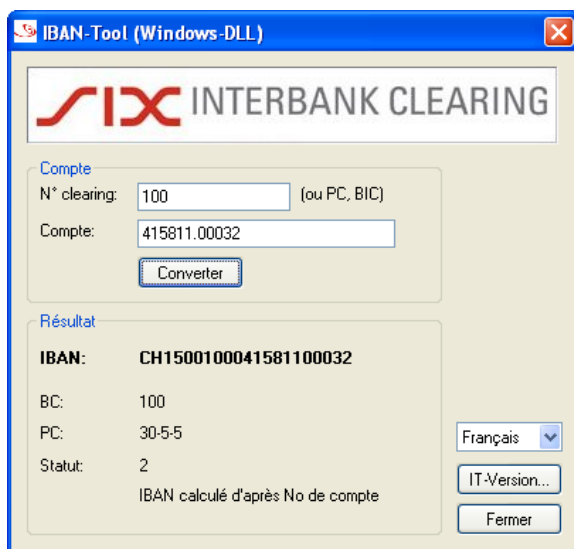 IBAN-Tool (Windows-DLL)
SIX INTERBANK CLEARING
Compte
N° clearing: 100 (ou PC, BIC)
Compte: 415811.00032
Converter
Résultat
IBAN: CH1500100041581100032
BC: 100
PC: 30-5-5
Français
Statut: 2
IT-Version...
IBAN calculé d'après No de compte
Fermer